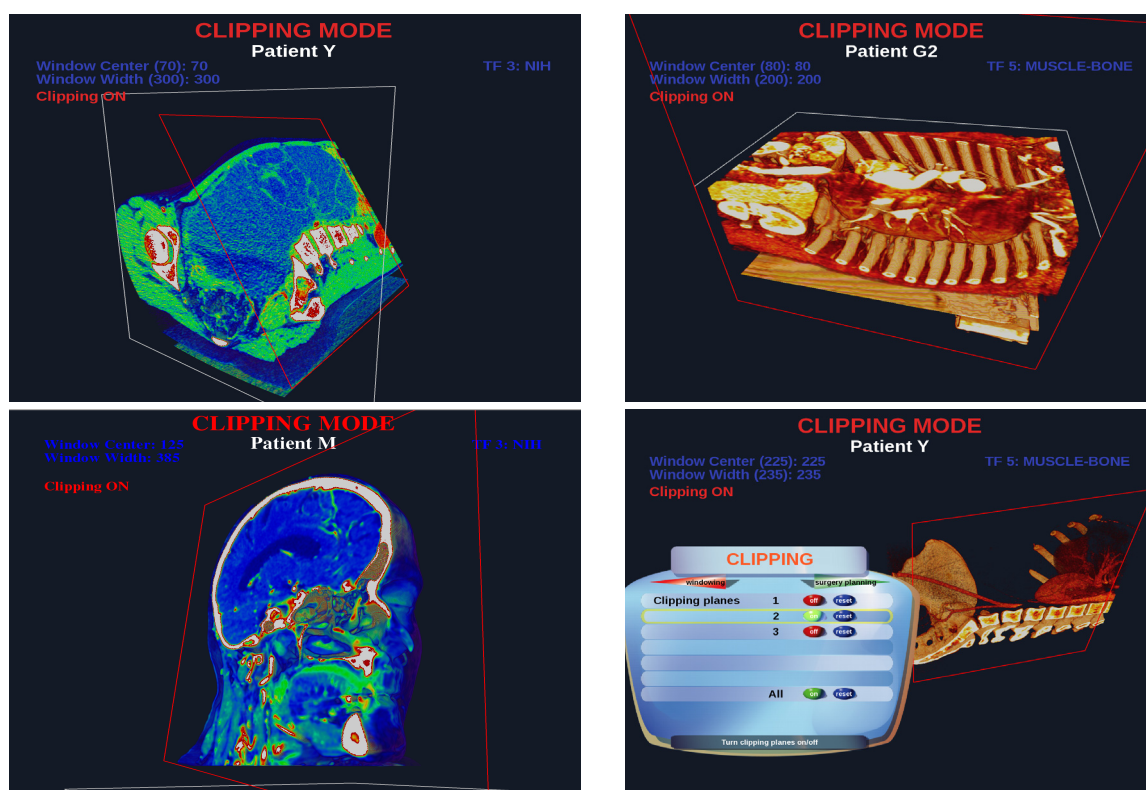 CLIPPING MODE
Patient Y
Window Center (70): 70
TF 3: NIH
Window Width (300): 300
Clipping ON
CLIPPING MODE
Patient G2
Window Center (80): 80
TF 5: MUSCLE-BONE
Window Width (200): 200
Clipping ON
CLIPPING MODE
Patient M
Window Center: 125
TF 3: NIH
Window Width: 385
Clipping ON
CLIPPING MODE
Patient Y
Window Center (225): 225
TF 5: MUSCLE-BONE
Window Width (235): 235
Clipping ON
CLIPPING
windowing surgery planning
Clipping planes 1 off reset
2 on reset
3 off reset
All on reset
Turn clipping planes on/off